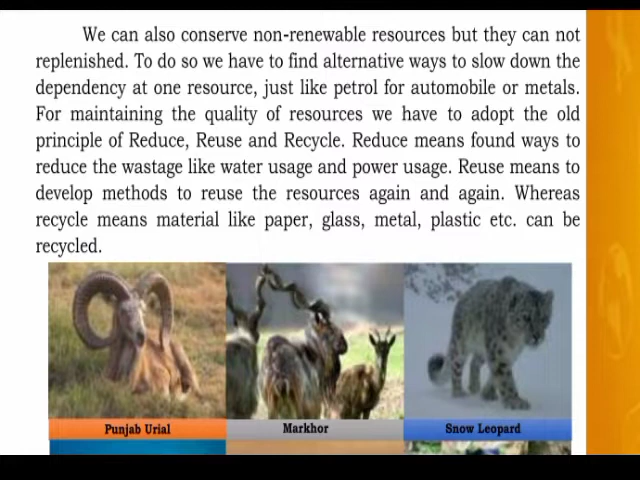 We can also conserve non-renewable resources but they can not
replenished. To do so we have to find alternative ways to slow down the
dependency at one resource, just like petrol for automobile or metals.
For maintaining the quality of resources we have to adopt the old
principle of Reduce, Reuse and Recycle. Reduce means found ways to
reduce the wastage like water usage and power usage. Reuse means to
develop methods to reuse the resources again and again. Whereas
recycle means material like paper, glass, metal, plastic etc. can be
recycled.
Punjab Urial
Markhor
Snow Leopard